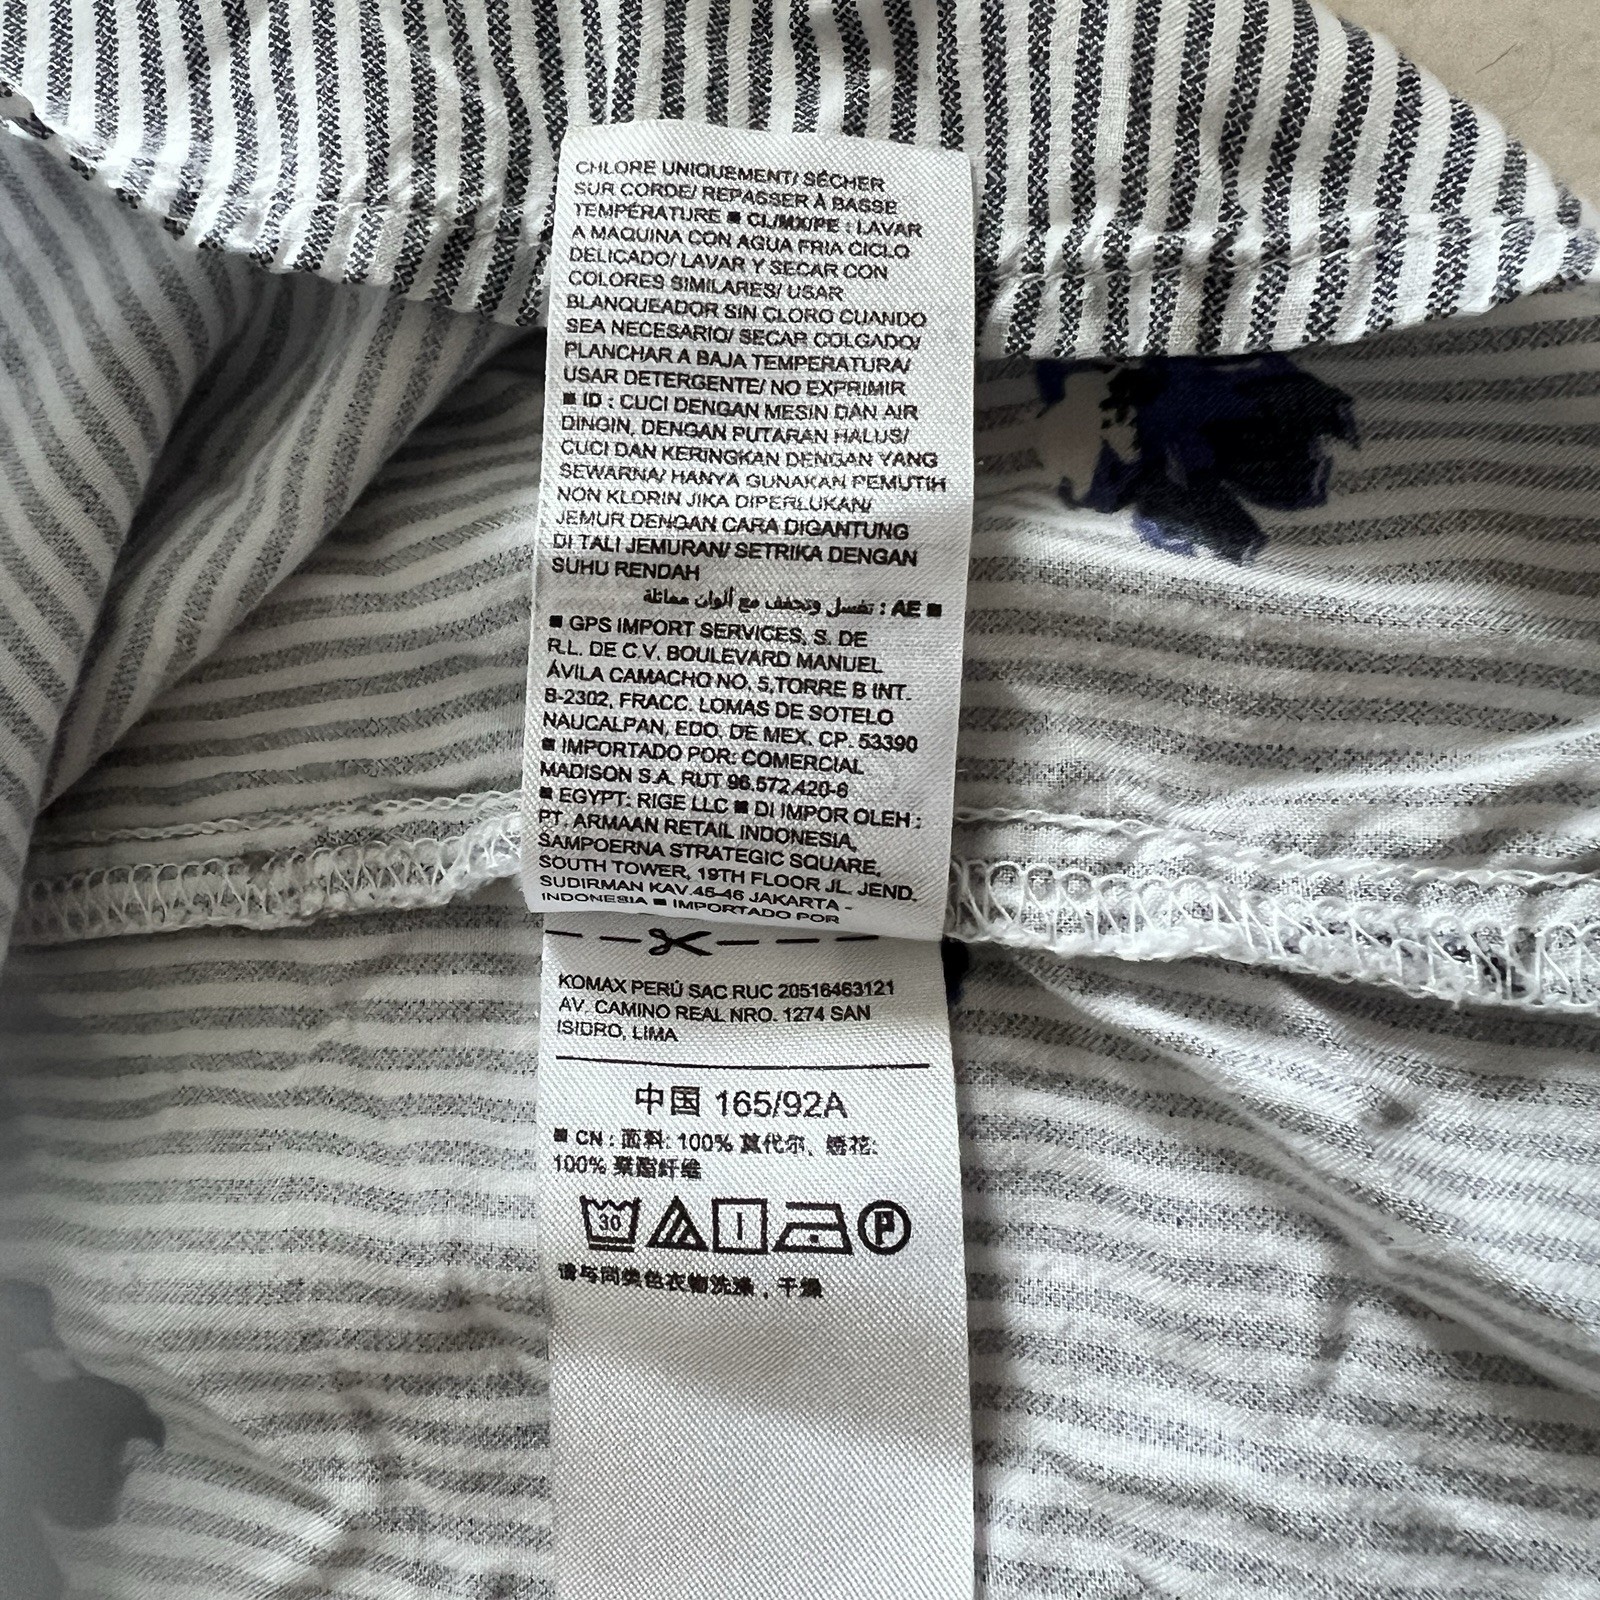 CHLORE UNIQUEMENT/ SÉCHER
SUR CORDE/ REPASSER À BASSE
TEMPÉRATURE ■ CL/MX/PE : LAVAR
A MAQUINA CON AGUA FRIA CICLO
DELICADO/ LAVAR Y SECAR CON
COLORES SIMILARES/ USAR
BLANQUEADOR SIN CLORO CUANDO
SEA NECESARIO/ SECAR COLGADO/
PLANCHAR A BAJA TEMPERATURA/
USAR DETERGENTE/ NO EXPRIMIR
■ ID : CUCI DENGAN MESIN DAN AIR
DINGIN, DENGAN PUTARAN HALUS/
CUCI DAN KERINGKAN DENGAN YANG
SEWARNA/ HANYA GUNAKAN PEMUTIH
NON KLORIN JIKA DIPERLUKAN/
JEMUR DENGAN CARA DIGANTUNG
DI TALI JEMURAN/ SETRIKA DENGAN
SUHU RENDAH
■ AE : تغسل وتجفف مع ألوان مماثلة
■ GPS IMPORT SERVICES, S. DE
R.L. DE C.V. BOULEVARD MANUEL
ÁVILA CAMACHO NO. 5,TORRE B INT.
B-2302, FRACC. LOMAS DE SOTELO
NAUCALPAN, EDO. DE MEX. CP. 53390
■ IMPORTADO POR: COMERCIAL
MADISON S.A. RUT 96.572.420-6
■ EGYPT: RIGE LLC ■ DI IMPOR OLEH :
PT. ARMAAN RETAIL INDONESIA,
SAMPOERNA STRATEGIC SQUARE,
SOUTH TOWER, 19TH FLOOR JL. JEND.
SUDIRMAN KAV.45-46 JAKARTA -
INDONESIA ■ IMPORTADO POR
KOMAX PERÚ SAC RUC 20516463121
AV. CAMINO REAL NRO. 1274 SAN
ISIDRO, LIMA
中国 165/92A
■ CN : 面料: 100% 莫代尔、绣花:
100% 聚酯纤维
30
P
请与同类色衣物洗涤，干燥